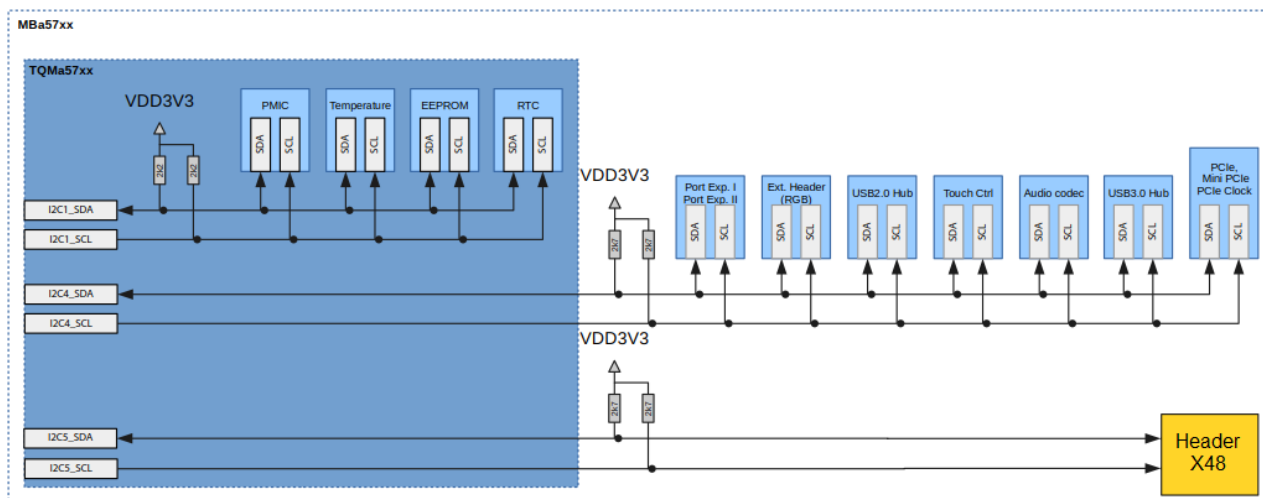 MBa57xx
TQMa57xx
VDD3V3
2k2
2k2
PMIC
SDA
SCL
Temperature
SDA
SCL
EEPROM
SDA
SCL
RTC
SDA
SCL
I2C1_SDA
I2C1_SCL
VDD3V3
2k7
2k7
Port Exp. I
Port Exp. II
SDA
SCL
Ext. Header
(RGB)
SDA
SCL
USB2.0 Hub
SDA
SCL
Touch Ctrl
SDA
SCL
Audio codec
SDA
SCL
USB3.0 Hub
SDA
SCL
PCIe,
Mini PCIe
PCIe Clock
SDA
SCL
I2C4_SDA
I2C4_SCL
VDD3V3
2k7
2k7
I2C5_SDA
I2C5_SCL
Header
X48